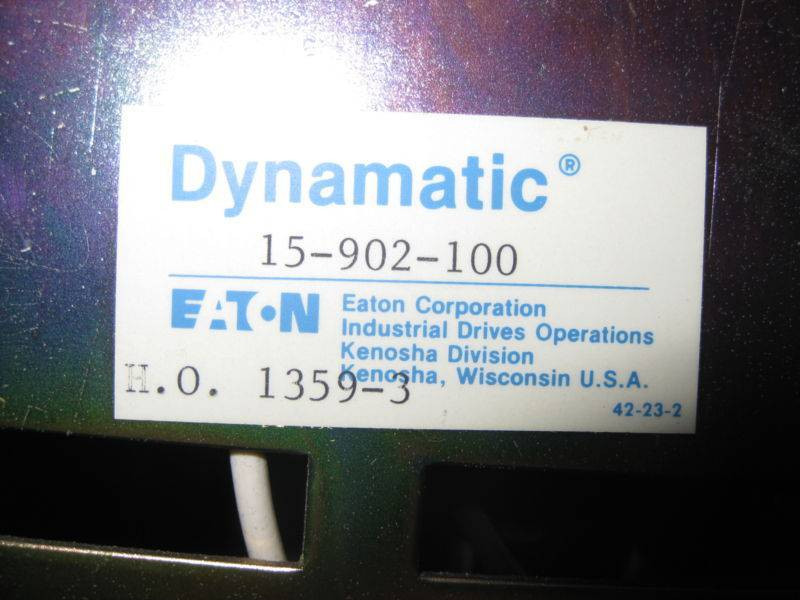 Dynamatic®
15-902-100
EATON
Eaton Corporation
Industrial Drives Operations
Kenosha Division
Kenosha, Wisconsin U.S.A.
H.O. 1359-3
42-23-2